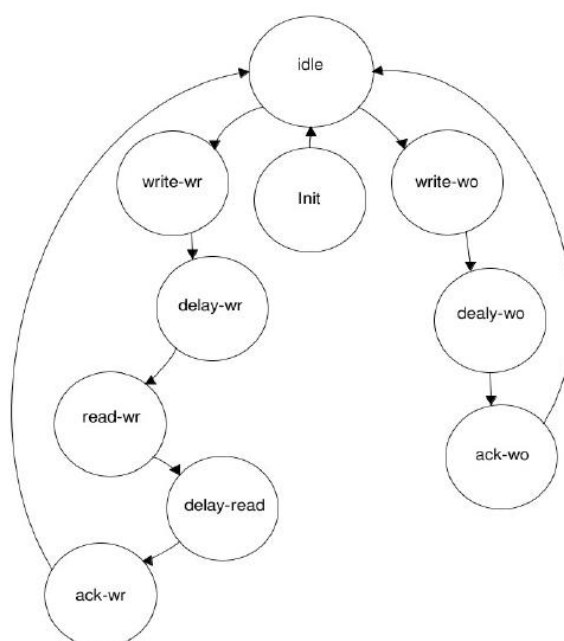 idle
write-wr
Init
write-wo
delay-wr
dealy-wo
read-wr
ack-wo
delay-read
ack-wr